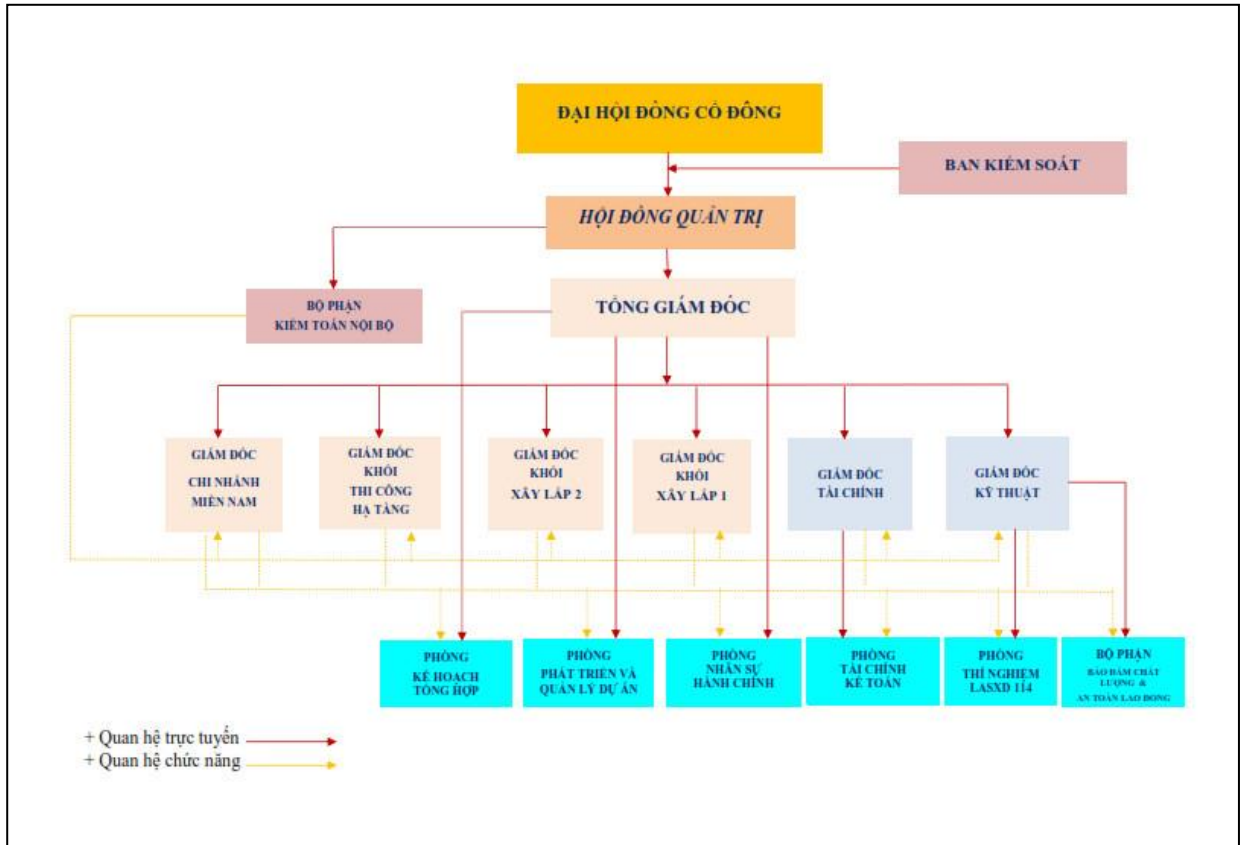 ĐẠI HỘI ĐỒNG CỔ ĐÔNG
BAN KIỂM SOÁT
HỘI ĐỒNG QUẢN TRỊ
TỔNG GIÁM ĐỐC
BỘ PHẬN
KIỂM TOÁN NỘI BỘ
GIÁM ĐỐC
CHI NHÁNH
MIỀN NAM
GIÁM ĐỐC
KHỐI
THI CÔNG
HẠ TẦNG
GIÁM ĐỐC
KHỐI
XÂY LẮP 2
GIÁM ĐỐC
KHỐI
XÂY LẮP 1
GIÁM ĐỐC
TÀI CHÍNH
GIÁM ĐỐC
KỸ THUẬT
PHÒNG
KẾ HOẠCH
TỔNG HỢP
PHÒNG
PHÁT TRIỂN VÀ
QUẢN LÝ DỰ ÁN
PHÒNG
NHÂN SỰ
HÀNH CHÍNH
PHÒNG
TÀI CHÍNH
KẾ TOÁN
PHÒNG
THÍ NGHIỆM
LASXD 114
BỘ PHẬN
BẢO ĐẢM CHẤT
LƯỢNG &
AN TOÀN LAO ĐỘNG
+ Quan hệ trực tuyến
+ Quan hệ chức năng